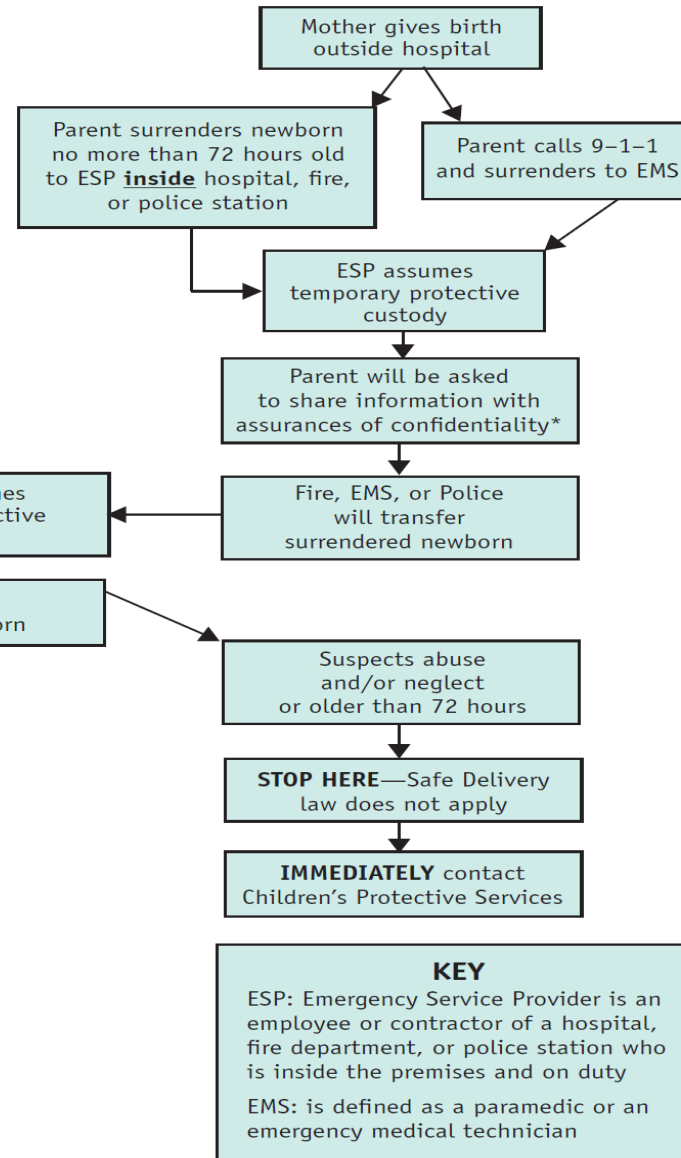 Mother gives birth
outside hospital
Parent surrenders newborn
no more than 72 hours old
to ESP inside hospital, fire,
or police station
Parent calls 9–1–1
and surrenders to EMS
ESP assumes
temporary protective
custody
Parent will be asked
to share information with
assurances of confidentiality*
Fire, EMS, or Police
will transfer
surrendered newborn
Suspects abuse
and/or neglect
or older than 72 hours
STOP HERE—Safe Delivery
law does not apply
IMMEDIATELY contact
Children’s Protective Services
KEY
ESP: Emergency Service Provider is an
employee or contractor of a hospital,
fire department, or police station who
is inside the premises and on duty
EMS: is defined as a paramedic or an
emergency medical technician